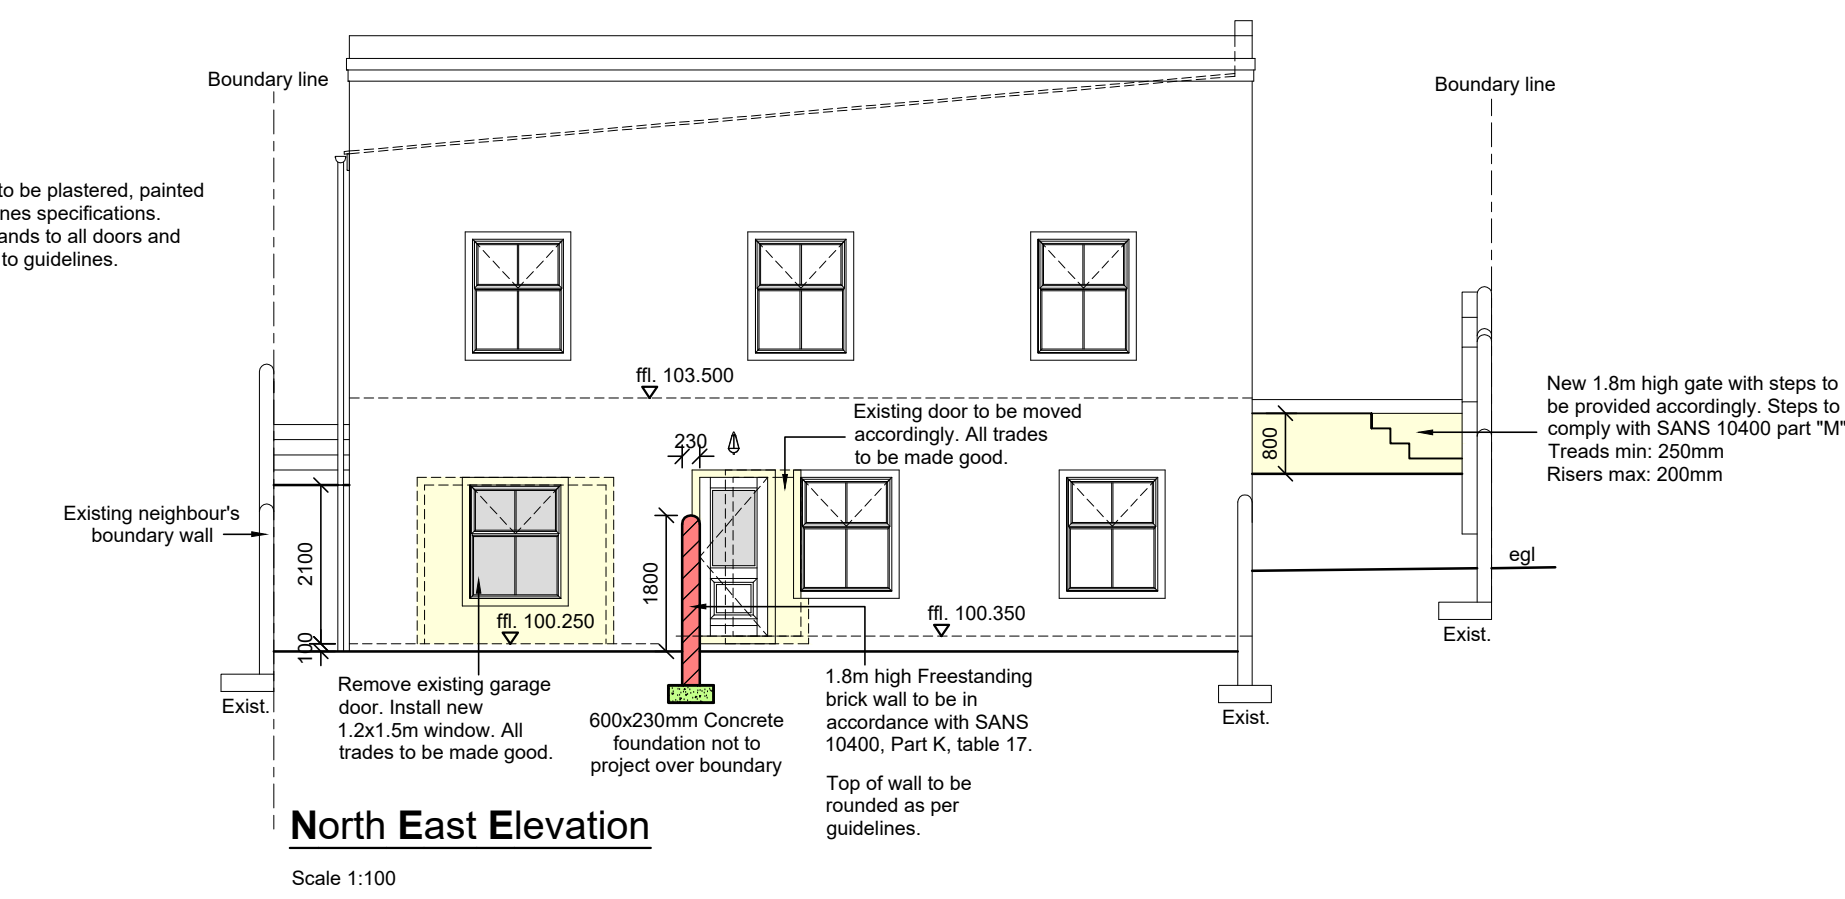 Boundary line
Boundary line
to be plastered, painted
nes specifications.
ands to all doors and
to guidelines.
ffl. 103.500
Existing door to be moved
accordingly. All trades
to be made good.
230
New 1.8m high gate with steps to
be provided accordingly. Steps to
comply with SANS 10400 part "M"
Treads min: 250mm
Risers max: 200mm
800
Existing neighbour's
boundary wall
2100
1800
egl
ffl. 100.250
ffl. 100.350
100
Exist.
Exist.
Exist.
Remove existing garage
door. Install new
1.2x1.5m window. All
trades to be made good.
600x230mm Concrete
foundation not to
project over boundary
1.8m high Freestanding
brick wall to be in
accordance with SANS
10400, Part K, table 17.
Top of wall to be
rounded as per
guidelines.
North East Elevation
Scale 1:100